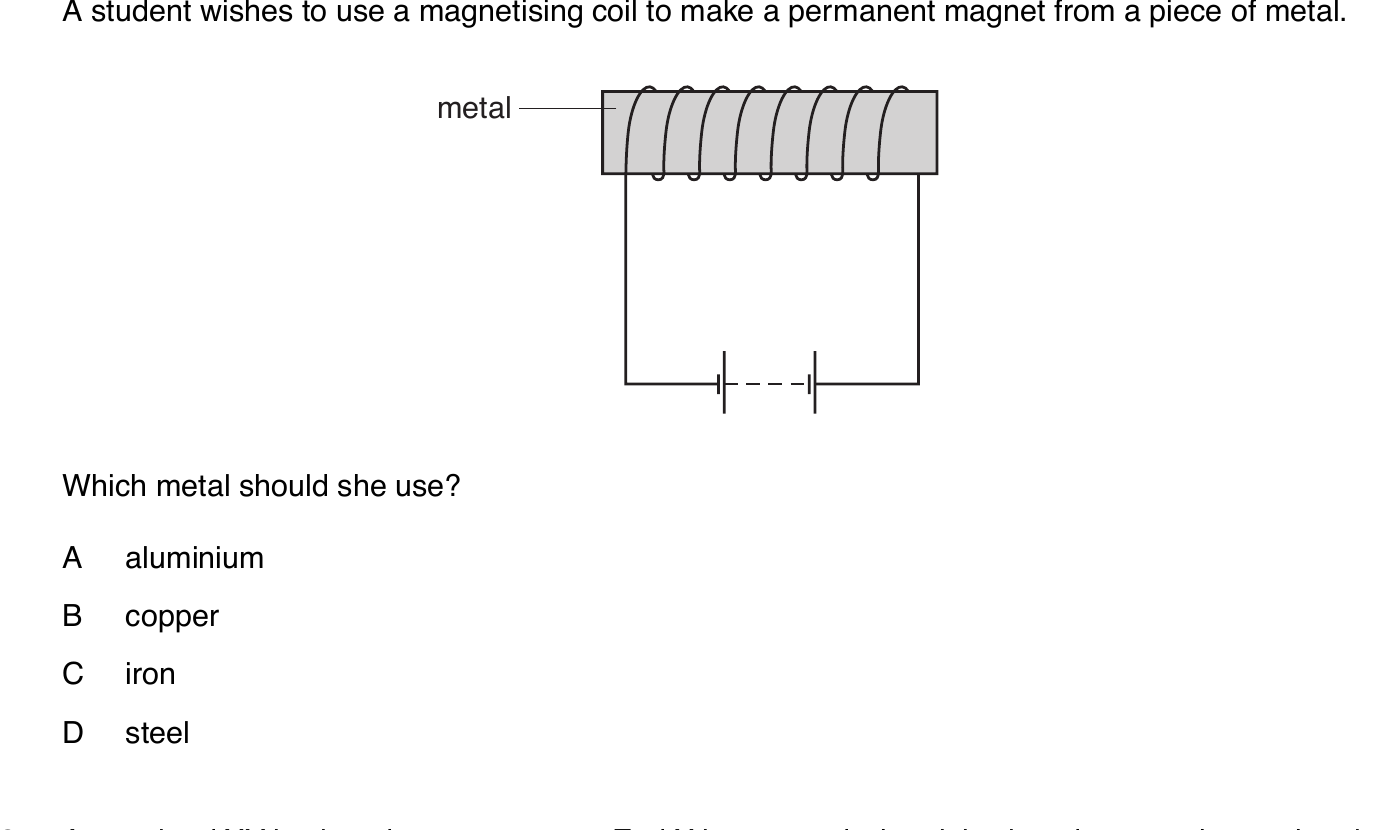 A student wishes to use a magnetising coil to make a permanent magnet from a piece of metal.
metal
Which metal should she use?
A aluminium
B copper
C iron
D steel